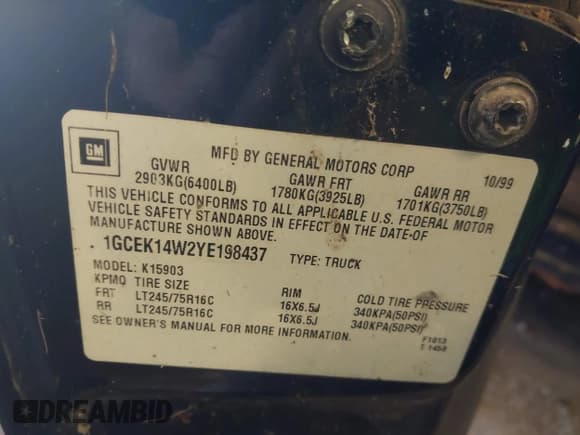 GM
MFD BY GENERAL MOTORS CORP 10/99
GVWR GAWR FRT GAWR RR
2903KG(6400LB) 1780KG(3925LB) 1701KG(3750LB)
THIS VEHICLE CONFORMS TO ALL APPLICABLE U.S. FEDERAL MOTOR
VEHICLE SAFETY STANDARDS IN EFFECT ON THE DATE OF
MANUFACTURE SHOWN ABOVE.
1GCEK14W2YE198437 TYPE: TRUCK
MODEL: K15903
KPMQ TIRE SIZE RIM COLD TIRE PRESSURE
FRT LT245/75R16C 16X6.5J 340KPA(50PSI)
RR LT245/75R16C 16X6.5J 340KPA(50PSI)
SEE OWNER'S MANUAL FOR MORE INFORMATION.
F1013
T 1458
DREAMBID